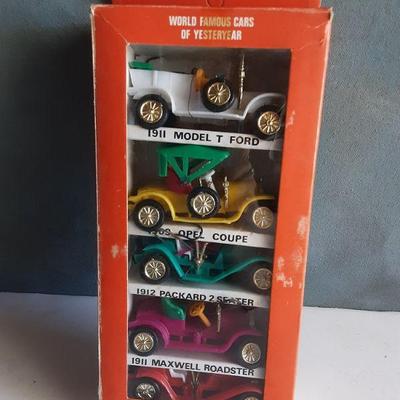 WORLD FAMOUS CARS
OF YESTERYEAR
1911 MODEL T FORD
OPEL COUPE
1912 PACKARD 2 SEATER
1911 MAXWELL ROADSTER